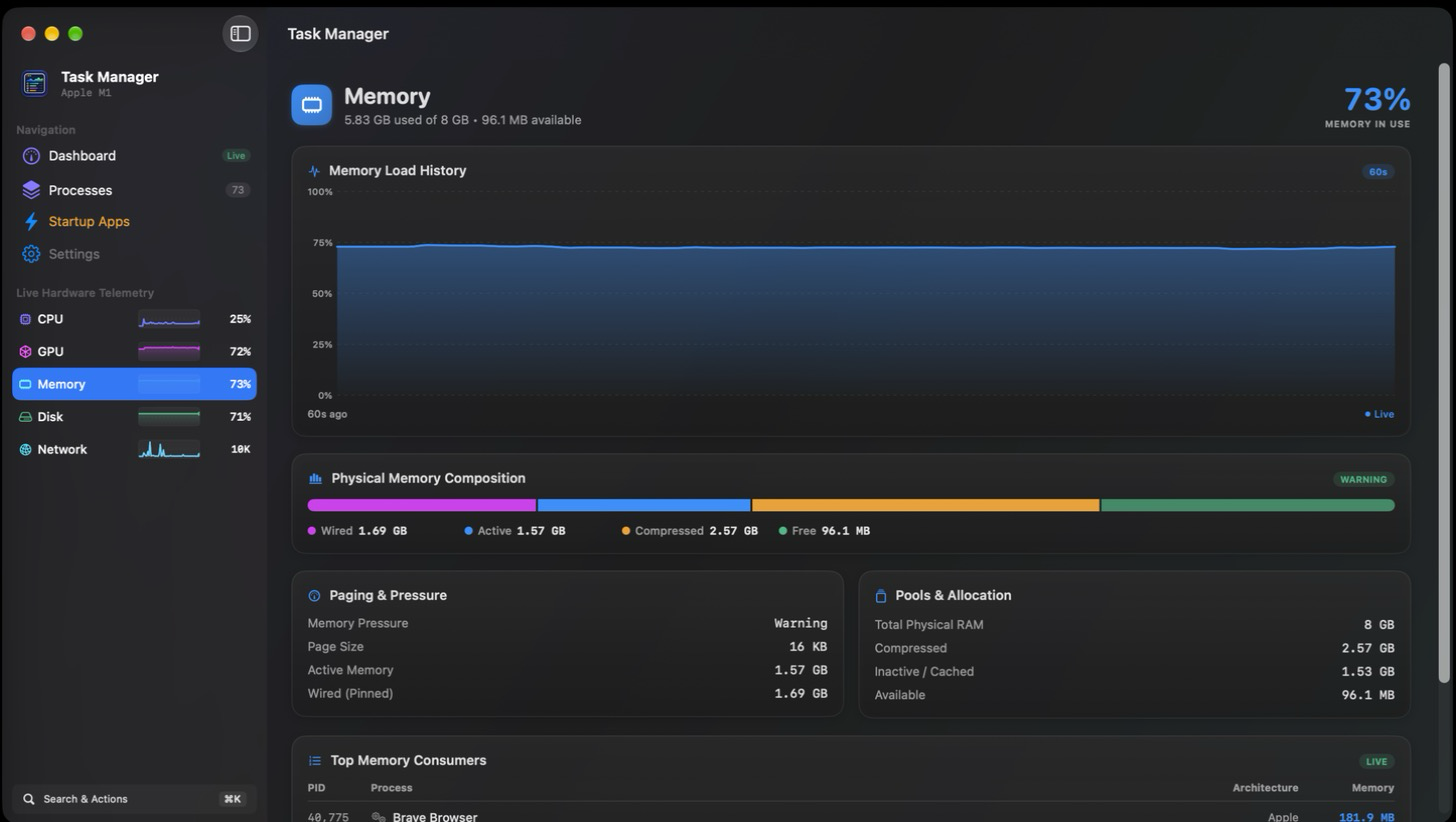 Task Manager
Task Manager
Apple M1
Navigation
Dashboard Live
Processes 73
Startup Apps
Settings
Live Hardware Telemetry
CPU 25%
GPU 72%
Memory 73%
Disk 71%
Network 10K
Search & Actions ⌘K
Memory
5.83 GB used of 8 GB • 96.1 MB available
73%
MEMORY IN USE
Memory Load History 60s
100%
75%
50%
25%
0%
60s ago Live
Physical Memory Composition WARNING
Wired 1.69 GB Active 1.57 GB Compressed 2.57 GB Free 96.1 MB
Paging & Pressure
Memory Pressure Warning
Page Size 16 KB
Active Memory 1.57 GB
Wired (Pinned) 1.69 GB
Pools & Allocation
Total Physical RAM 8 GB
Compressed 2.57 GB
Inactive / Cached 1.53 GB
Available 96.1 MB
Top Memory Consumers LIVE
PID Process Architecture Memory
40,775 Brave Browser Apple 181.9 MB